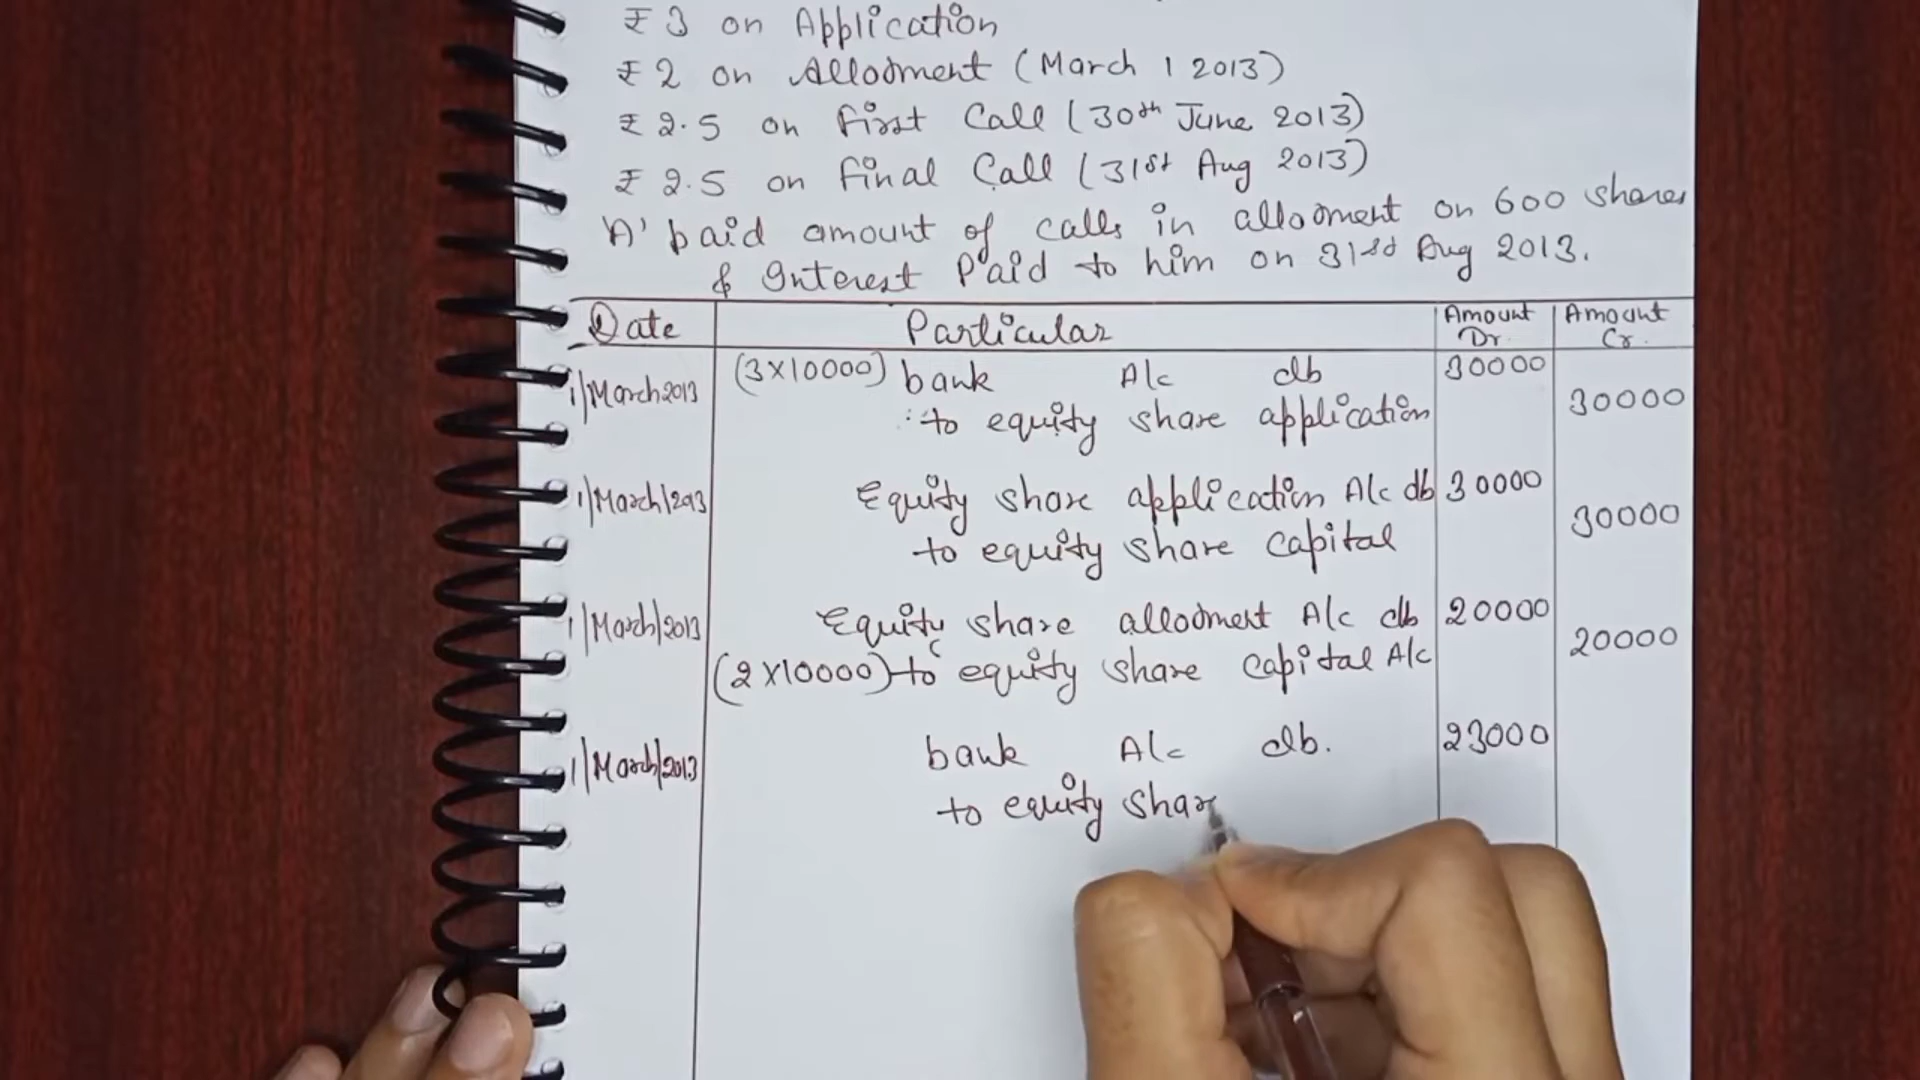 ₹ 3 on Application
₹ 2 on Allotment (March 1 2013)
₹ 2.5 on First Call (30th June 2013)
₹ 2.5 on final Call (31st Aug 2013)
'A' paid amount of calls in allotment on 600 shares
& Interest Paid to him on 31st Aug 2013.
Date Particular Amount Dr. Amount Cr.
1/March 2013 (3×10000) bank A/c db 30000
to equity share application 30000
1/March/2013 Equity share application A/c db 30000
to equity share capital 30000
1/March/2013 Equity share allotment A/c db 20000
(2×10000) to equity share capital A/c 20000
1/March/2013 bank A/c db. 23000
to equity shar